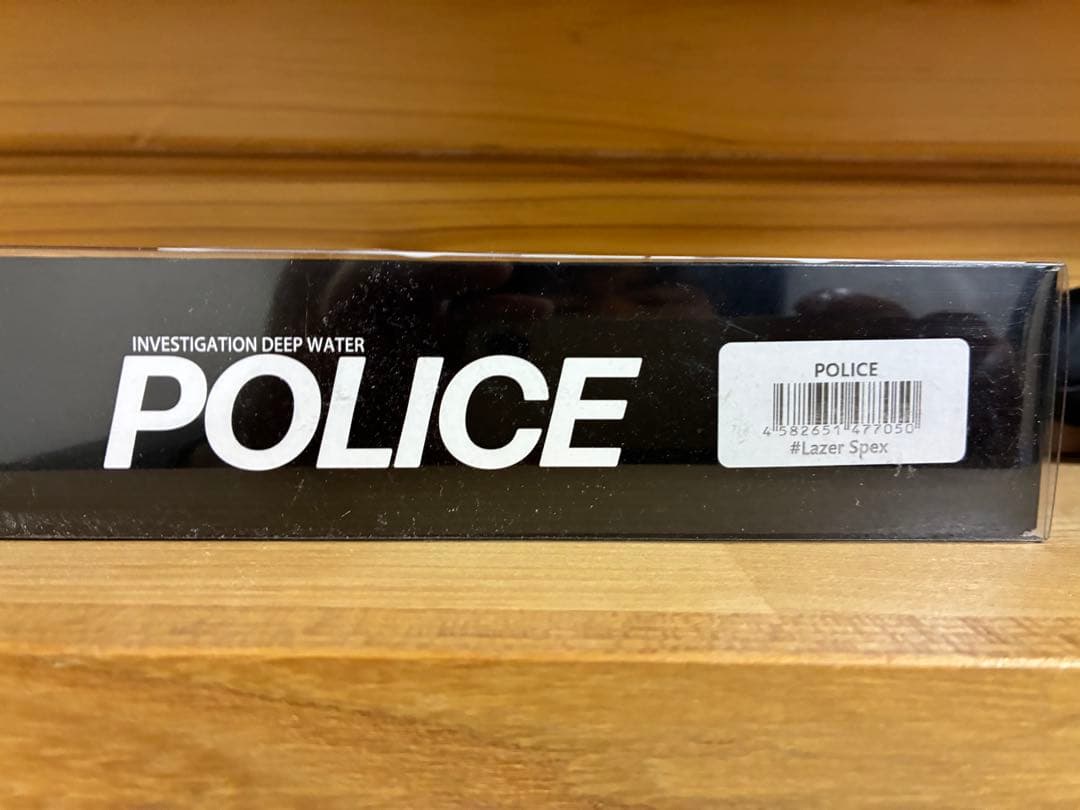 INVESTIGATION DEEP WATER
POLICE
POLICE
4 582651 477050
#Lazer Spex